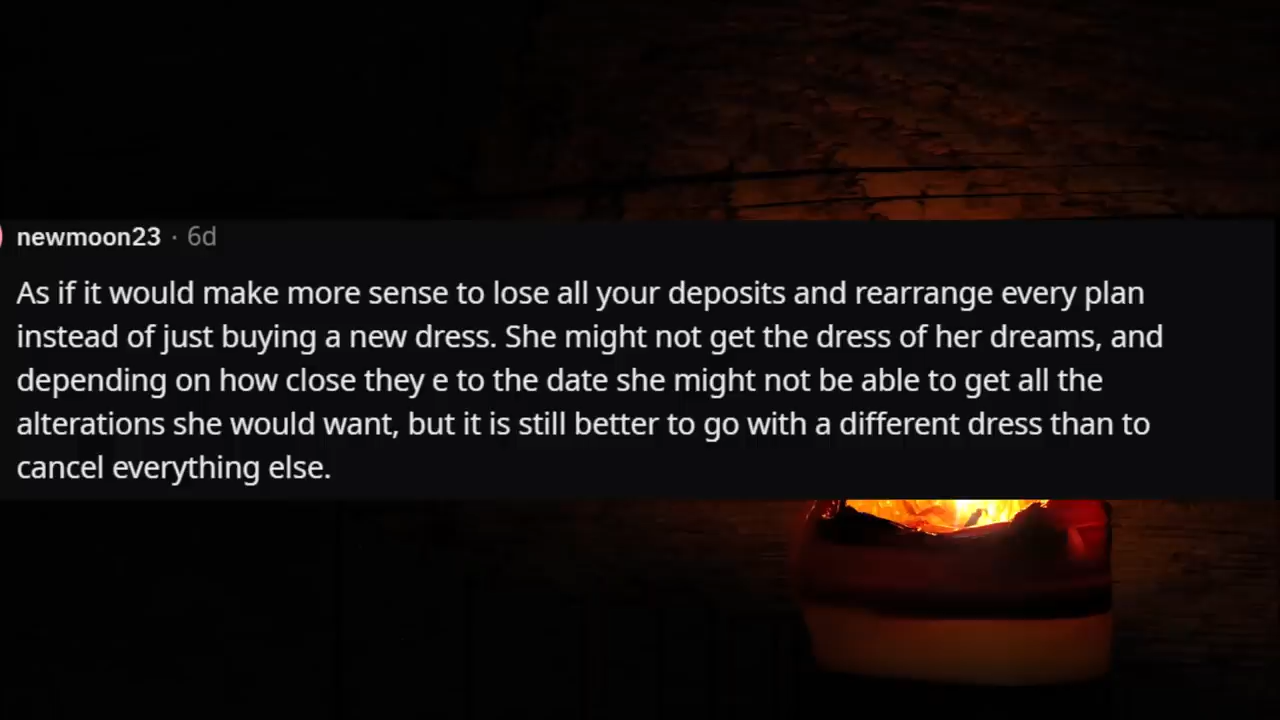 newmoon23 · 6d
As if it would make more sense to lose all your deposits and rearrange every plan
instead of just buying a new dress. She might not get the dress of her dreams, and
depending on how close they e to the date she might not be able to get all the
alterations she would want, but it is still better to go with a different dress than to
cancel everything else.